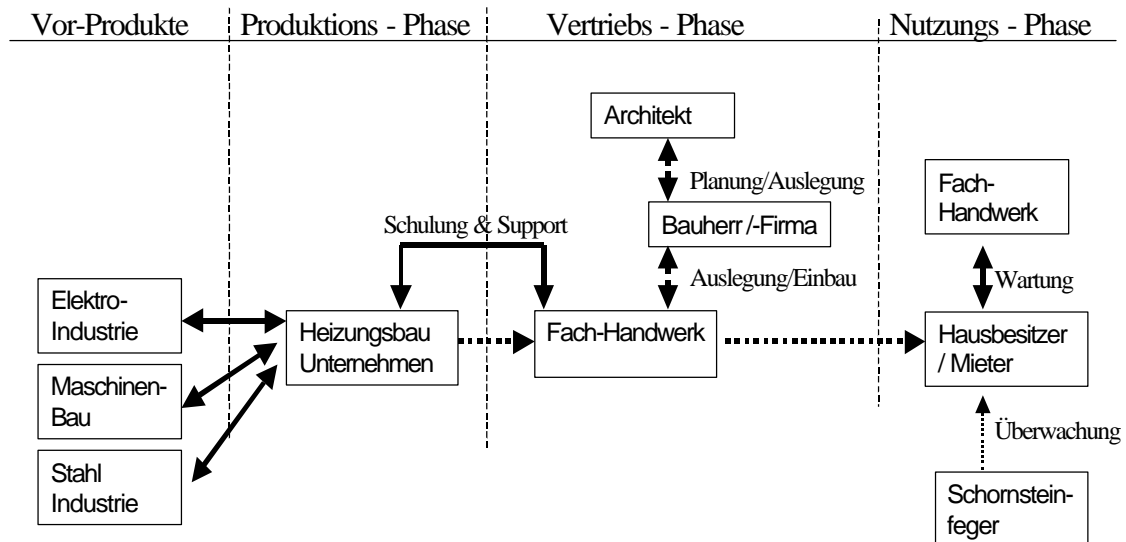 Vor-Produkte
Produktions - Phase
Vertriebs - Phase
Nutzungs - Phase
Architekt
Planung/Auslegung
Fach-
Handwerk
Schulung & Support
Bauherr /-Firma
Auslegung/Einbau
Wartung
Elektro-
Industrie
Heizungsbau
Unternehmen
Fach-Handwerk
Hausbesitzer
/ Mieter
Maschinen-
Bau
Überwachung
Stahl
Industrie
Schornstein-
feger